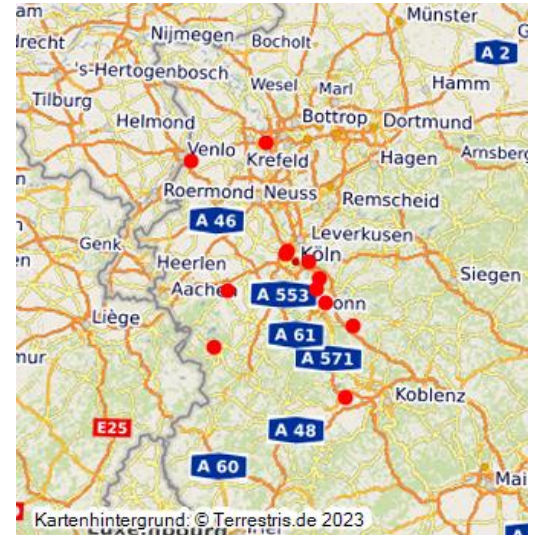 am
Münster
drecht
Nijmegen
Bocholt
A 2
's-Hertogenbosch
Wesel
Marl
Hamm
Tilburg
Bottrop
Dortmund
Helmond
Venlo
Krefeld
Hagen
Arnsberg
n
Roermond
Neuss
Remscheid
A 46
Leverkusen
Genk
Heerlen
Köln
en
Siegen
Aachen
A 553
onn
Liège
A 61
mur
A 571
Koblenz
E25
A 48
A 60
Mai
Kartenhintergrund: © Terrestris.de 2023